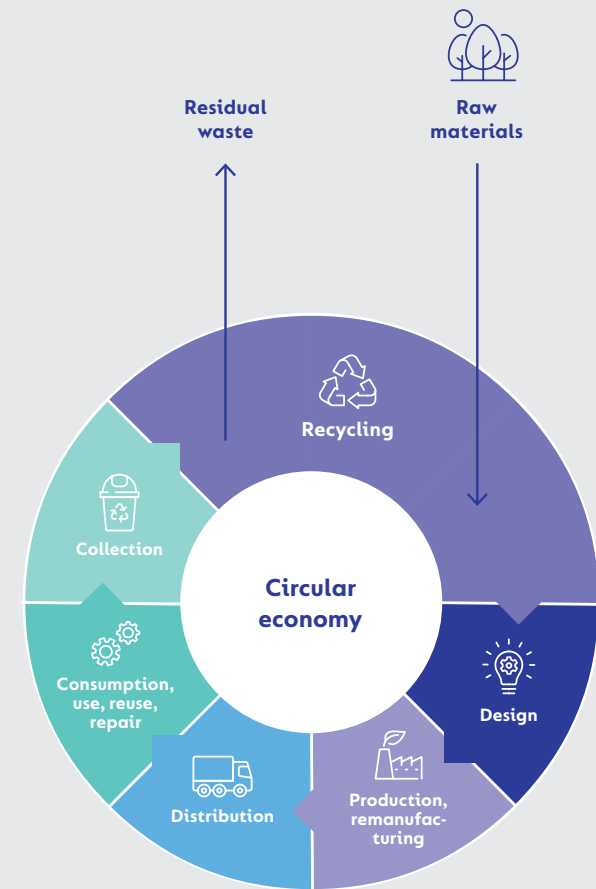 Residual
waste
Raw
materials
Recycling
Collection
Circular
economy
Consumption,
use, reuse,
repair
Design
Distribution
Production,
remanufac-
turing